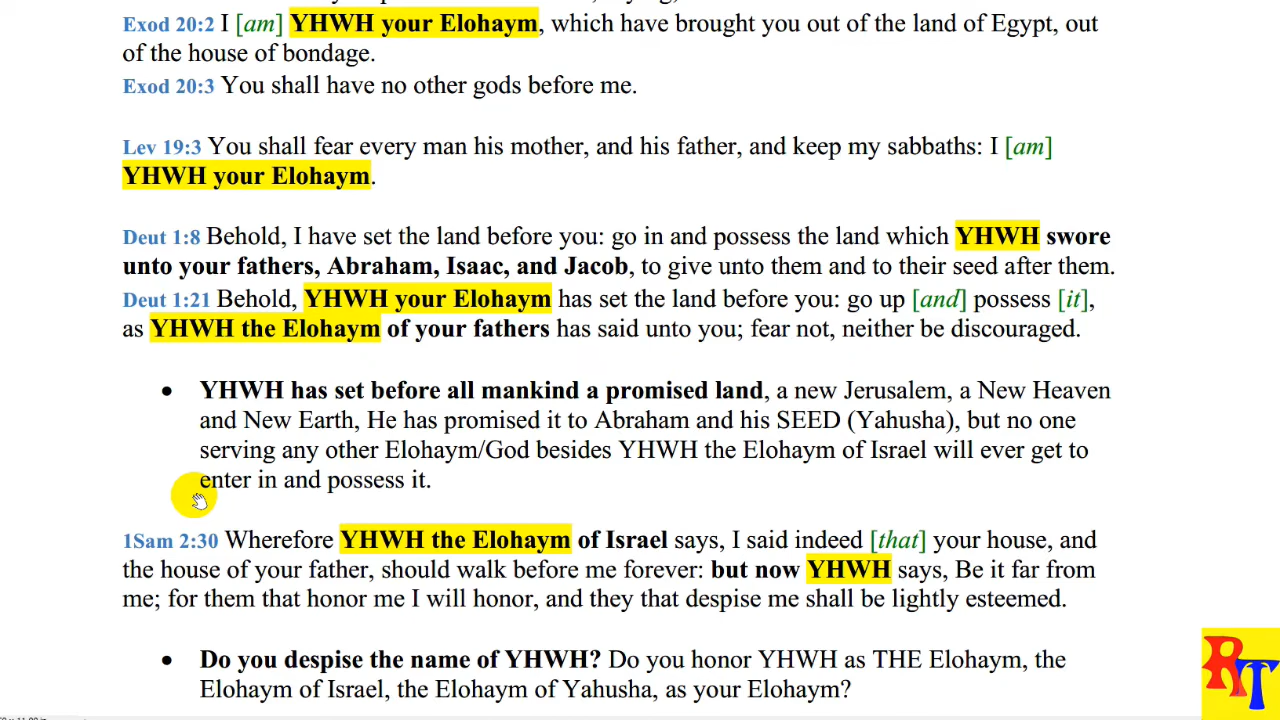 Exod 20:2 I [am] YHWH your Elohaym, which have brought you out of the land of Egypt, out
of the house of bondage.
Exod 20:3 You shall have no other gods before me.
Lev 19:3 You shall fear every man his mother, and his father, and keep my sabbaths: I [am]
YHWH your Elohaym.
Deut 1:8 Behold, I have set the land before you: go in and possess the land which YHWH swore
unto your fathers, Abraham, Isaac, and Jacob, to give unto them and to their seed after them.
Deut 1:21 Behold, YHWH your Elohaym has set the land before you: go up [and] possess [it],
as YHWH the Elohaym of your fathers has said unto you; fear not, neither be discouraged.
• YHWH has set before all mankind a promised land, a new Jerusalem, a New Heaven
and New Earth, He has promised it to Abraham and his SEED (Yahusha), but no one
serving any other Elohaym/God besides YHWH the Elohaym of Israel will ever get to
enter in and possess it.
1Sam 2:30 Wherefore YHWH the Elohaym of Israel says, I said indeed [that] your house, and
the house of your father, should walk before me forever: but now YHWH says, Be it far from
me; for them that honor me I will honor, and they that despise me shall be lightly esteemed.
• Do you despise the name of YHWH? Do you honor YHWH as THE Elohaym, the
Elohaym of Israel, the Elohaym of Yahusha, as your Elohaym?
RT